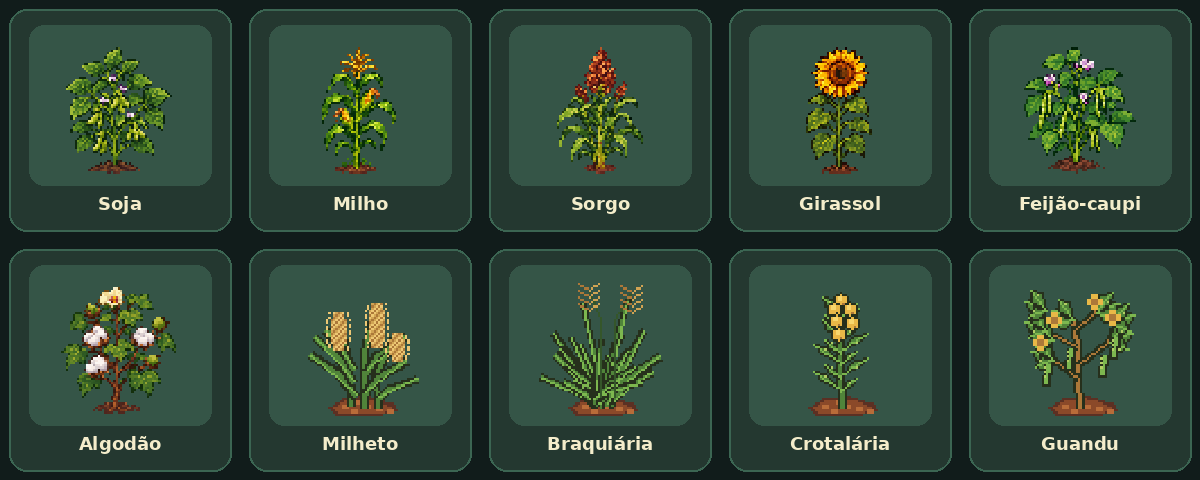 Soja
Milho
Sorgo
Girassol
Feijão-caupi
Algodão
Milheto
Braquiária
Crotalária
Guandu